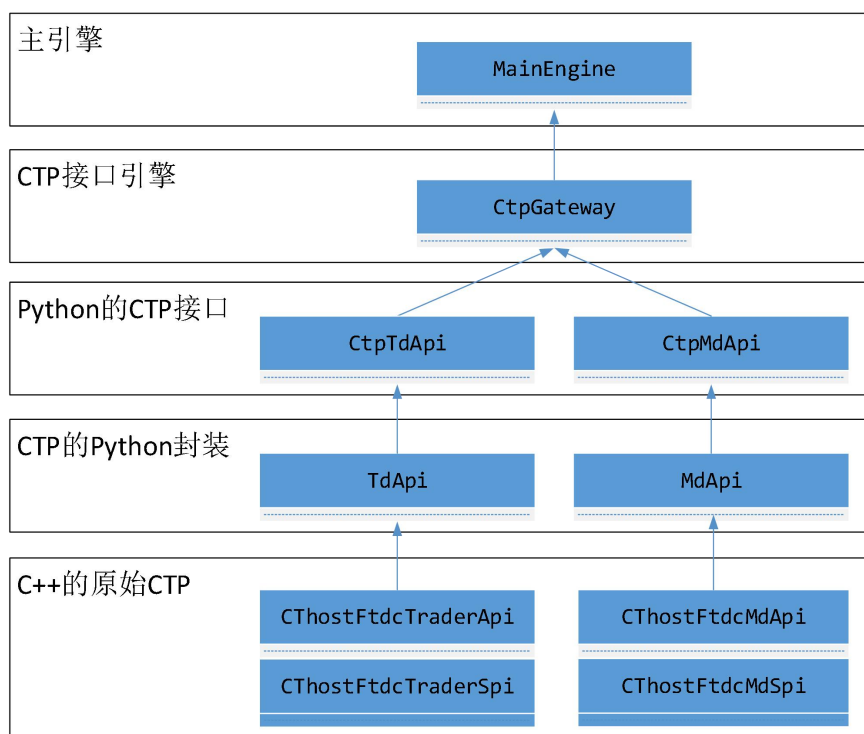 主引擎
MainEngine
CTP接口引擎
CtpGateway
Python的CTP接口
CtpTdApi
CtpMdApi
CTP的Python封装
TdApi
MdApi
C++的原始CTP
CThostFtdcTraderApi
CThostFtdcMdApi
CThostFtdcTraderSpi
CThostFtdcMdSpi